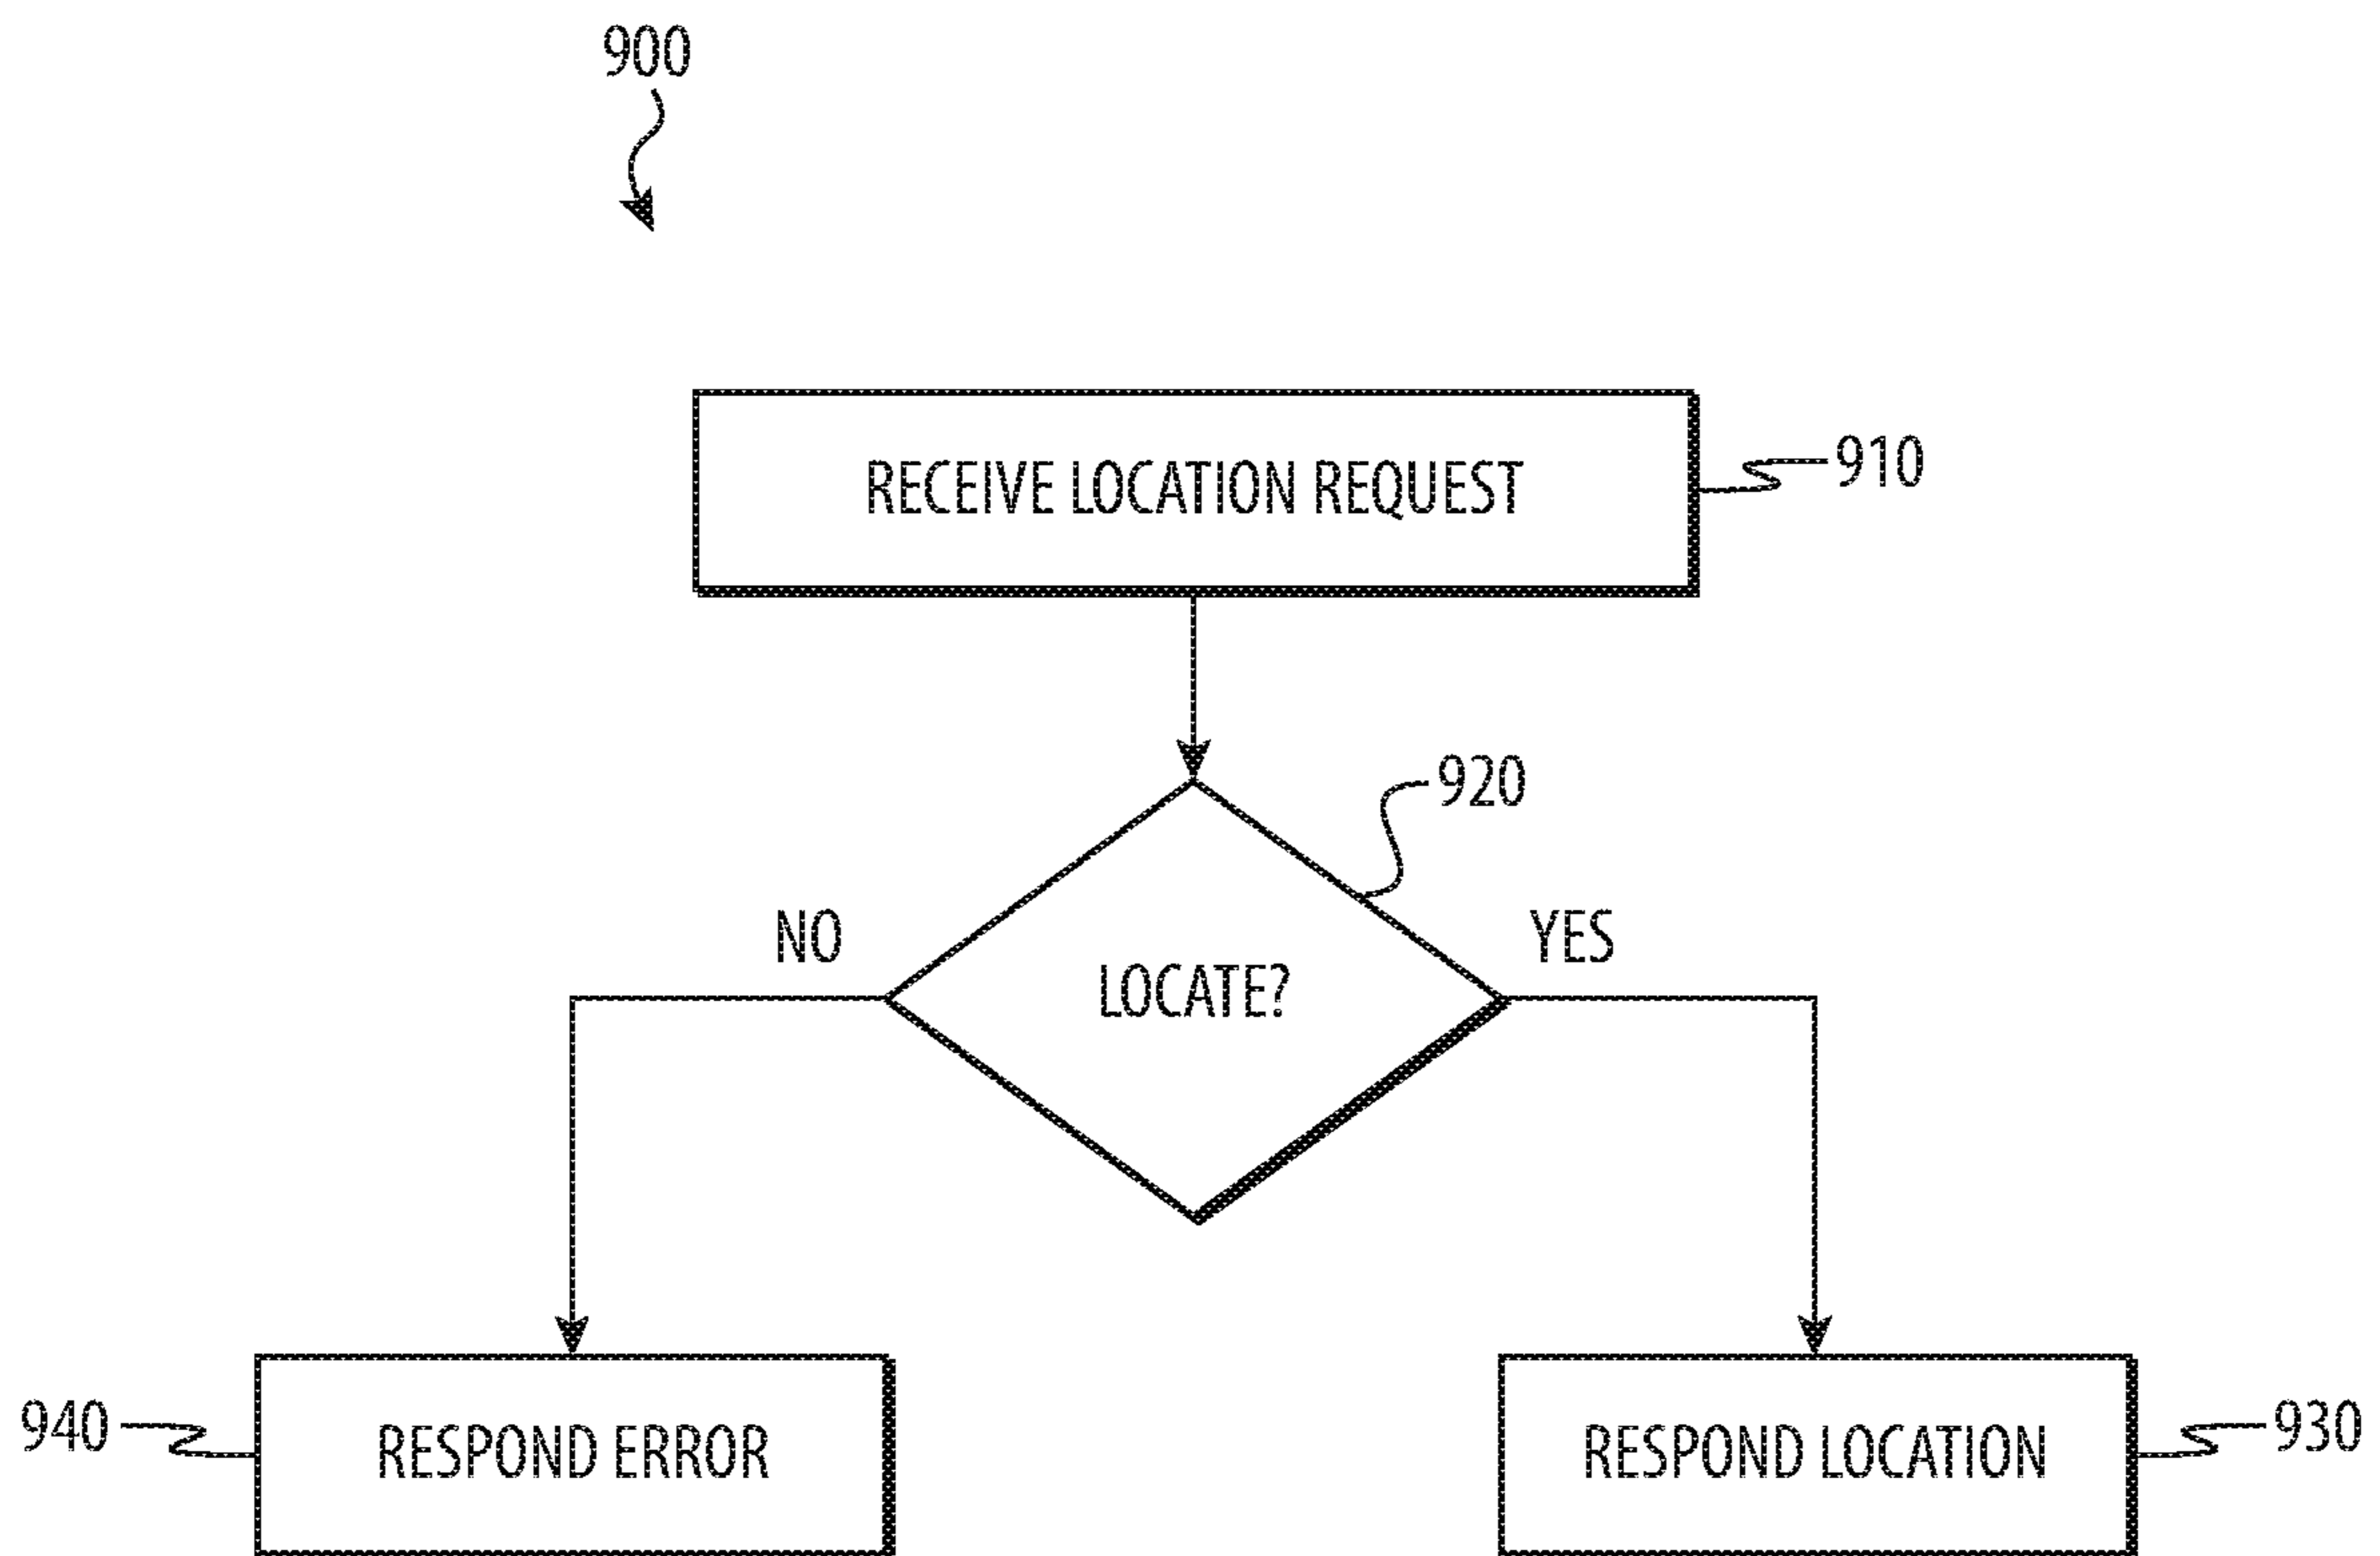 900
RECEIVE LOCATION REQUEST
910
920
NO
YES
LOCATE?
940
RESPOND ERROR
RESPOND LOCATION
930